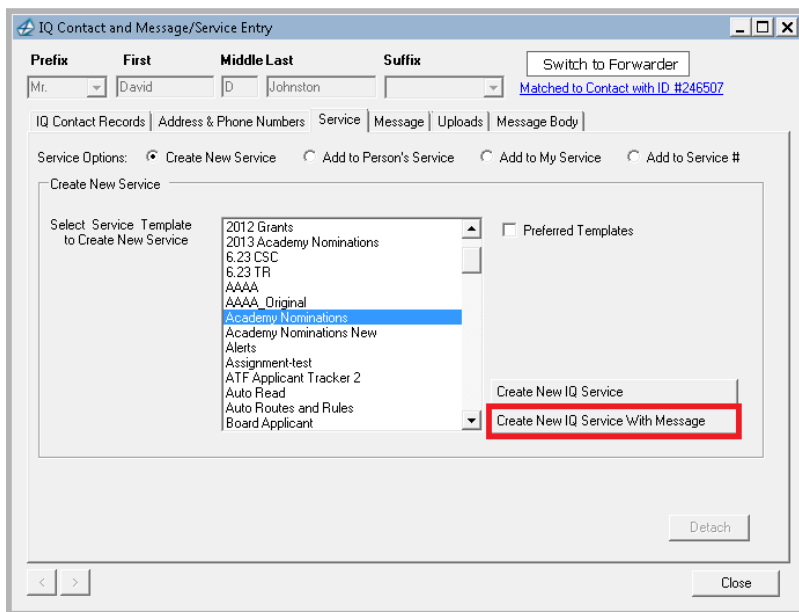 IQ Contact and Message/Service Entry
Prefix First Middle Last Suffix
Switch to Forwarder
Mr. David D Johnston
Matched to Contact with ID #246507
IQ Contact Records Address & Phone Numbers Service Message Uploads Message Body
Service Options: Create New Service Add to Person's Service Add to My Service Add to Service #
Create New Service
Select Service Template
to Create New Service
2012 Grants
2013 Academy Nominations
6.23 CSC
6.23 TR
AAAA
AAAA_Original
Academy Nominations
Academy Nominations New
Alerts
Assignment-test
ATF Applicant Tracker 2
Auto Read
Auto Routes and Rules
Board Applicant
Preferred Templates
Create New IQ Service
Create New IQ Service With Message
Detach
< >
Close